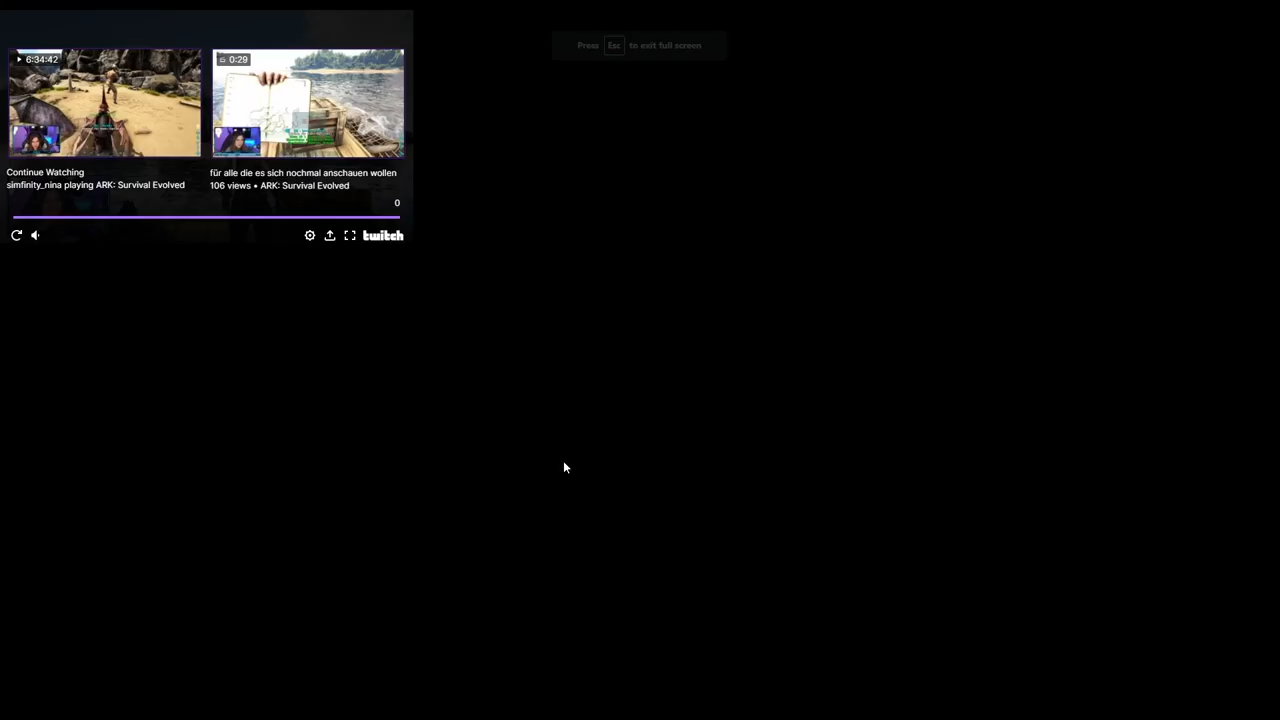 Press Esc to exit full screen
6:34:42
0:29
Continue Watching
simfinity_nina playing ARK: Survival Evolved
für alle die es sich nochmal anschauen wollen
106 views • ARK: Survival Evolved
0
twitch